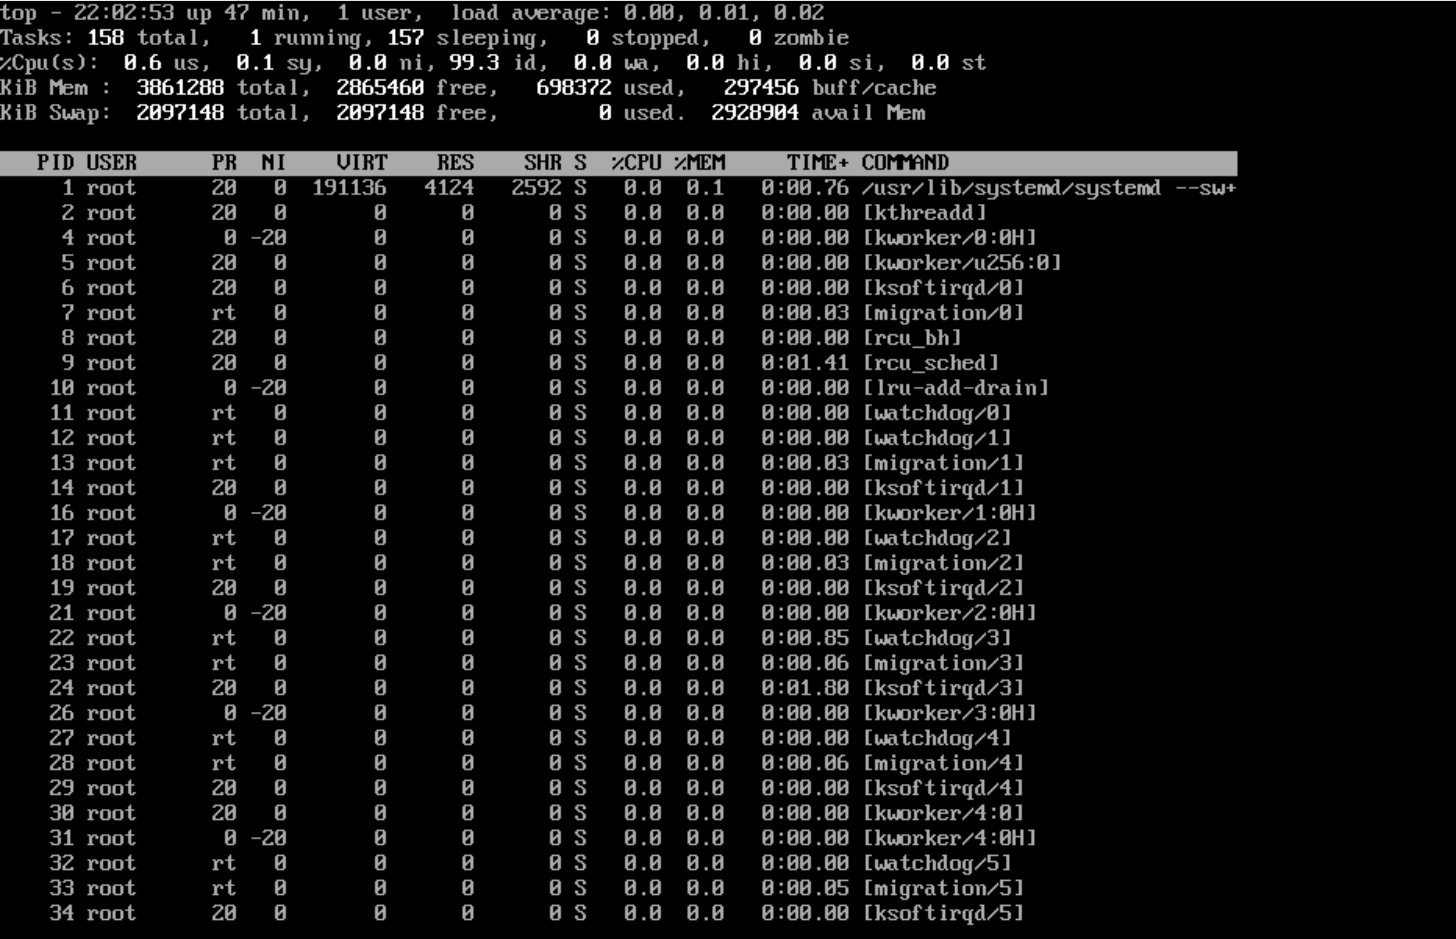 top - 22:02:53 up 47 min,  1 user,  load average: 0.00, 0.01, 0.02
Tasks: 158 total,   1 running, 157 sleeping,   0 stopped,   0 zombie
%Cpu(s):  0.6 us,  0.1 sy,  0.0 ni, 99.3 id,  0.0 wa,  0.0 hi,  0.0 si,  0.0 st
KiB Mem :  3861288 total,  2865460 free,   698372 used,   297456 buff/cache
KiB Swap:  2097148 total,  2097148 free,        0 used.  2928904 avail Mem
PID USER      PR  NI    VIRT    RES    SHR S  %CPU %MEM     TIME+ COMMAND
1 root      20   0  191136   4124   2592 S   0.0  0.1   0:00.76 /usr/lib/systemd/systemd --sw+
2 root      20   0       0      0      0 S   0.0  0.0   0:00.00 [kthreadd]
4 root       0 -20       0      0      0 S   0.0  0.0   0:00.00 [kworker/0:0H]
5 root      20   0       0      0      0 S   0.0  0.0   0:00.00 [kworker/u256:0]
6 root      20   0       0      0      0 S   0.0  0.0   0:00.00 [ksoftirqd/0]
7 root      rt   0       0      0      0 S   0.0  0.0   0:00.03 [migration/0]
8 root      20   0       0      0      0 S   0.0  0.0   0:00.00 [rcu_bh]
9 root      20   0       0      0      0 S   0.0  0.0   0:01.41 [rcu_sched]
10 root       0 -20       0      0      0 S   0.0  0.0   0:00.00 [lru-add-drain]
11 root      rt   0       0      0      0 S   0.0  0.0   0:00.00 [watchdog/0]
12 root      rt   0       0      0      0 S   0.0  0.0   0:00.00 [watchdog/1]
13 root      rt   0       0      0      0 S   0.0  0.0   0:00.03 [migration/1]
14 root      20   0       0      0      0 S   0.0  0.0   0:00.00 [ksoftirqd/1]
16 root       0 -20       0      0      0 S   0.0  0.0   0:00.00 [kworker/1:0H]
17 root      rt   0       0      0      0 S   0.0  0.0   0:00.00 [watchdog/2]
18 root      rt   0       0      0      0 S   0.0  0.0   0:00.03 [migration/2]
19 root      20   0       0      0      0 S   0.0  0.0   0:00.00 [ksoftirqd/2]
21 root       0 -20       0      0      0 S   0.0  0.0   0:00.00 [kworker/2:0H]
22 root      rt   0       0      0      0 S   0.0  0.0   0:00.85 [watchdog/3]
23 root      rt   0       0      0      0 S   0.0  0.0   0:00.06 [migration/3]
24 root      20   0       0      0      0 S   0.0  0.0   0:01.80 [ksoftirqd/3]
26 root       0 -20       0      0      0 S   0.0  0.0   0:00.00 [kworker/3:0H]
27 root      rt   0       0      0      0 S   0.0  0.0   0:00.00 [watchdog/4]
28 root      rt   0       0      0      0 S   0.0  0.0   0:00.06 [migration/4]
29 root      20   0       0      0      0 S   0.0  0.0   0:00.00 [ksoftirqd/4]
30 root      20   0       0      0      0 S   0.0  0.0   0:00.00 [kworker/4:0]
31 root       0 -20       0      0      0 S   0.0  0.0   0:00.00 [kworker/4:0H]
32 root      rt   0       0      0      0 S   0.0  0.0   0:00.00 [watchdog/5]
33 root      rt   0       0      0      0 S   0.0  0.0   0:00.05 [migration/5]
34 root      20   0       0      0      0 S   0.0  0.0   0:00.00 [ksoftirqd/5]